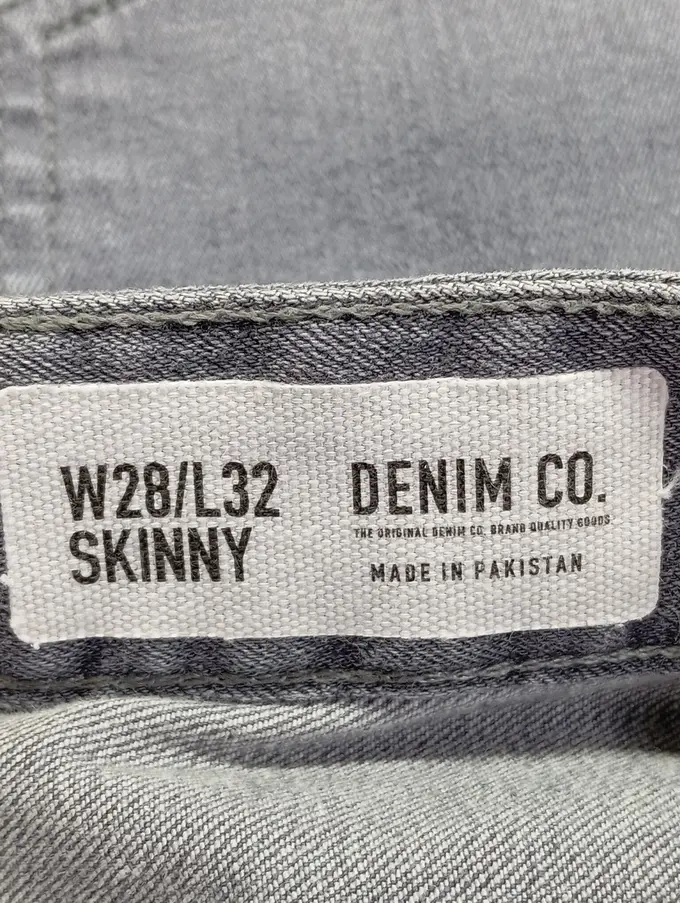 W28/L32
SKINNY
DENIM CO.
THE ORIGINAL DENIM CO. BRAND QUALITY GOODS.
MADE IN PAKISTAN